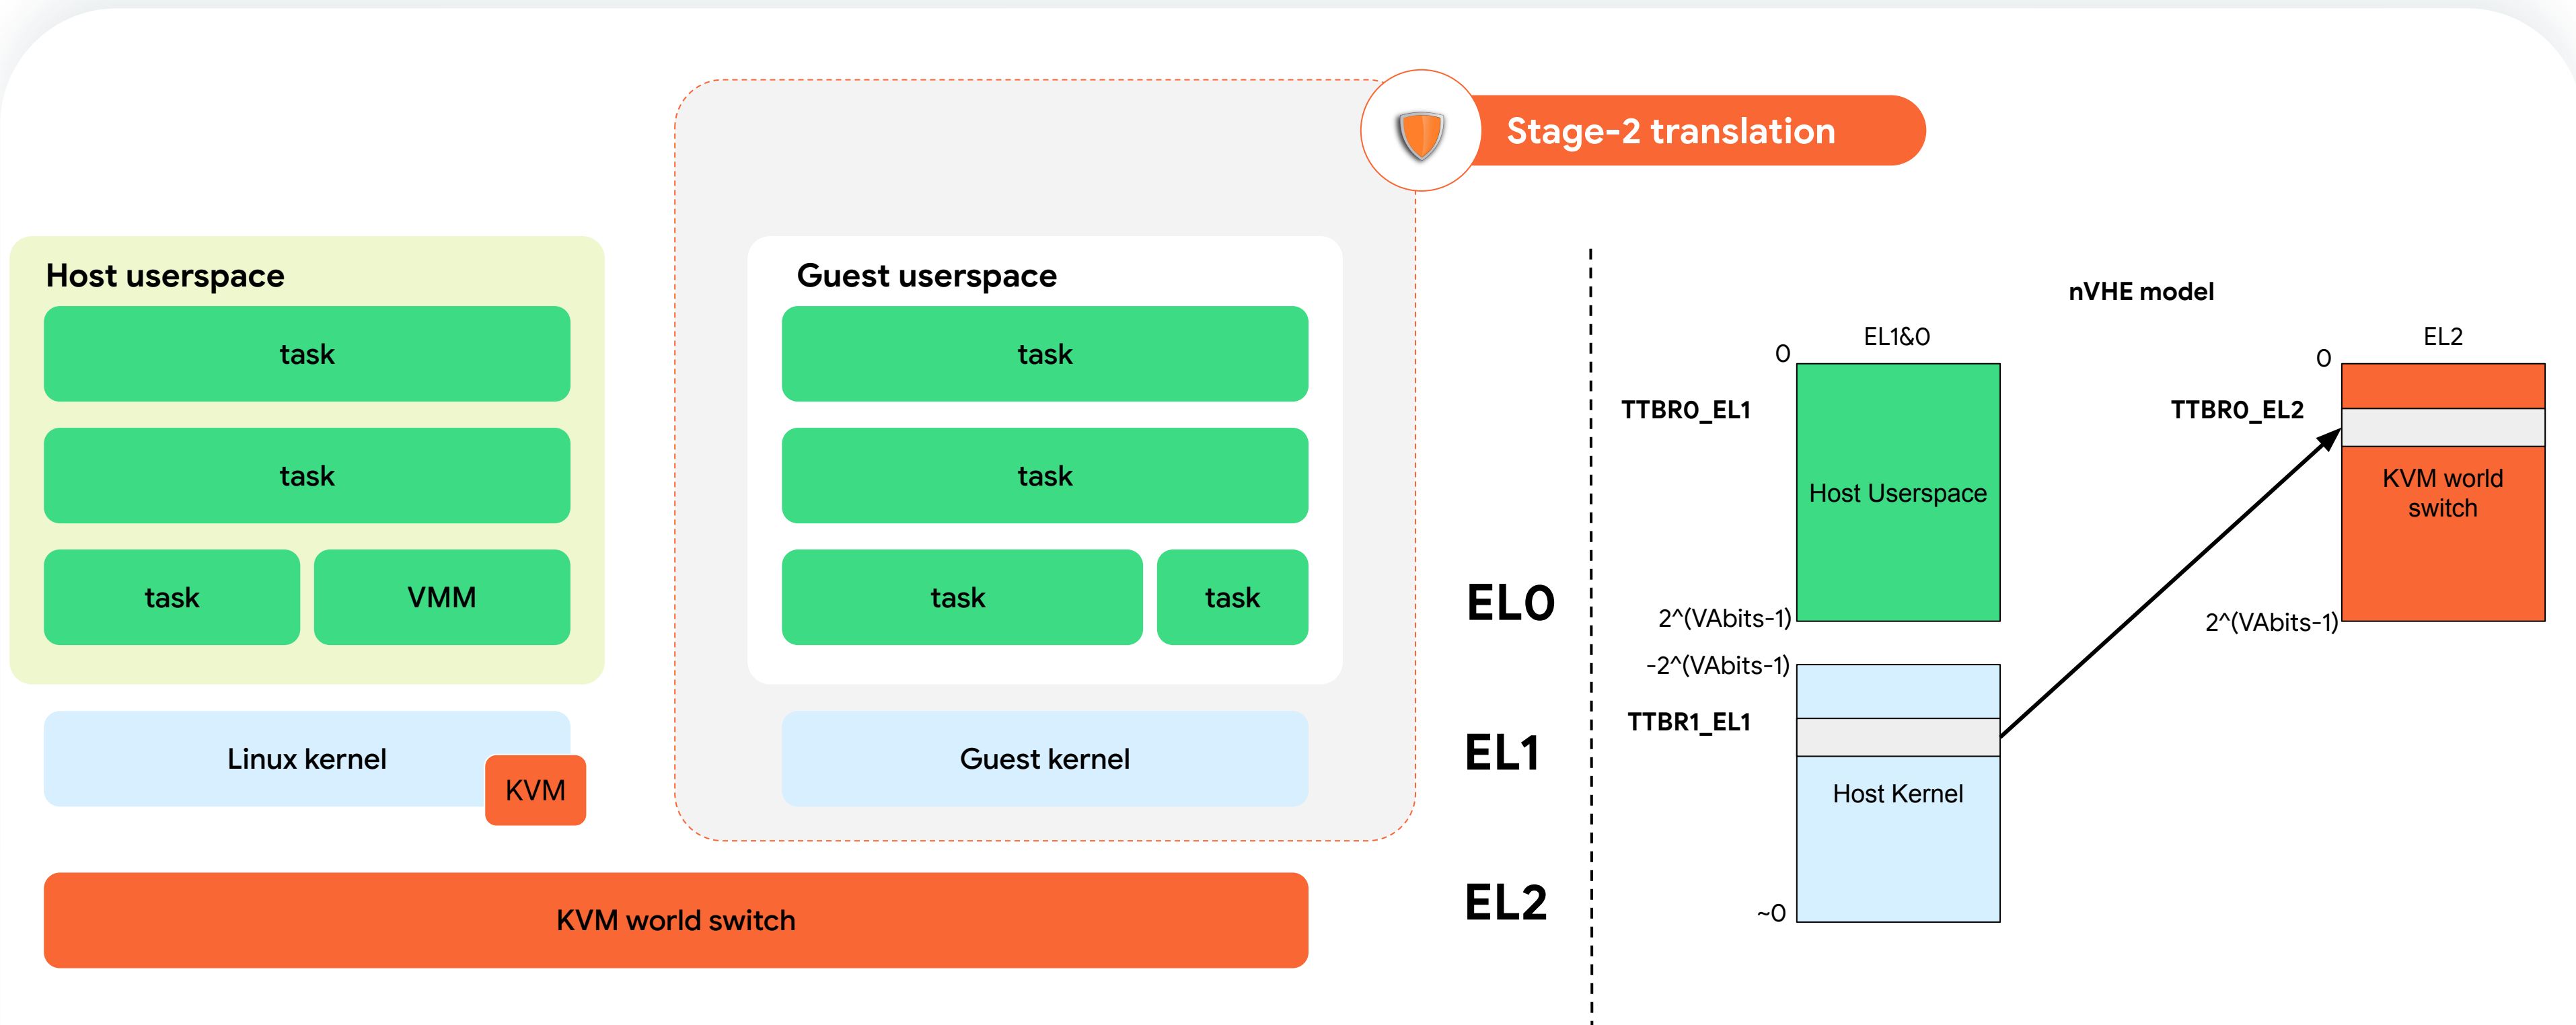 Stage-2 translation
Host userspace
task
task
task
VMM
Linux kernel
KVM
Guest userspace
task
task
task
task
Guest kernel
KVM world switch
EL0
EL1
EL2
nVHE model
EL1&0
0
TTBR0_EL1
Host Userspace
2^(VAbits-1)
-2^(VAbits-1)
TTBR1_EL1
Host Kernel
~0
EL2
0
TTBR0_EL2
KVM world
switch
2^(VAbits-1)